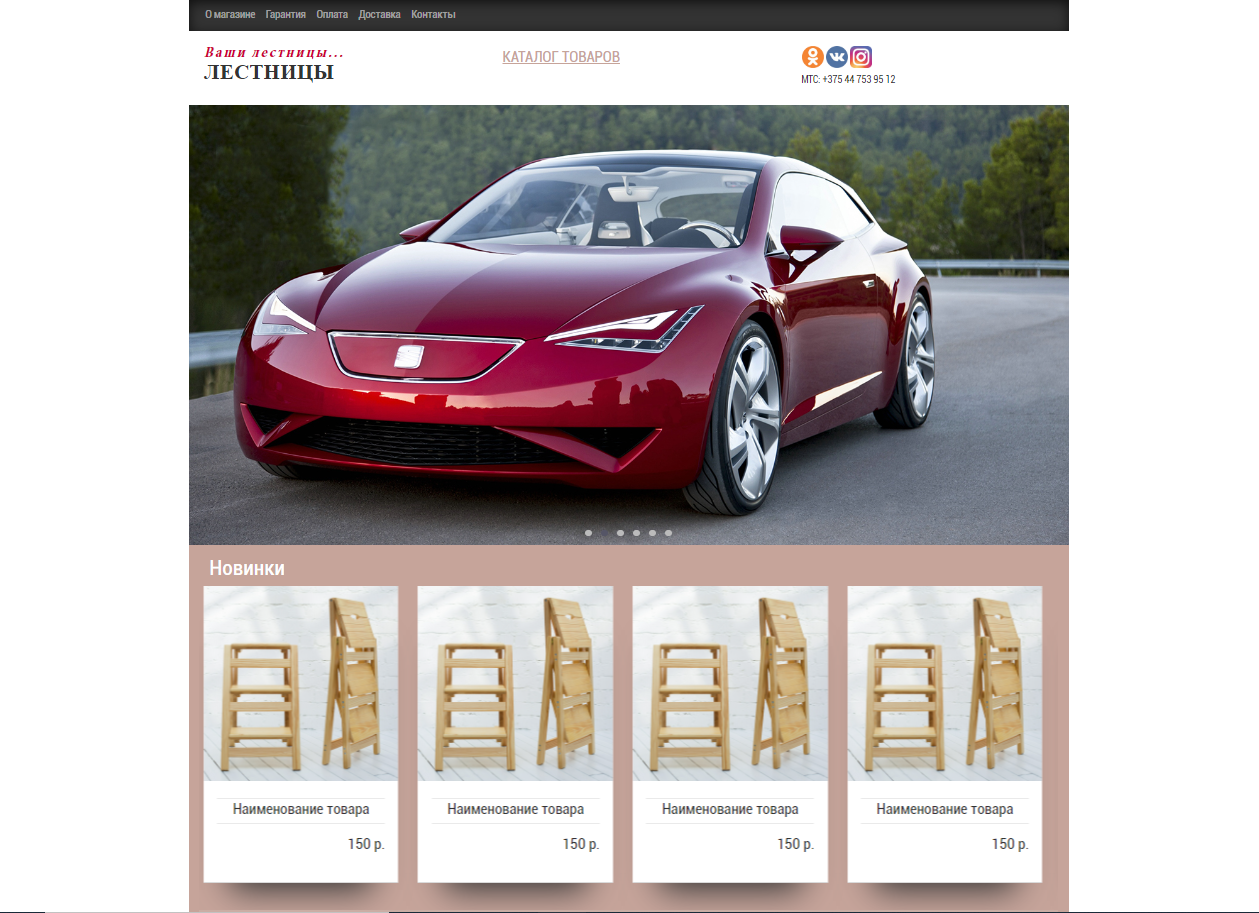 О магазине Гарантия Оплата Доставка Контакты
Ваши лестницы...
ЛЕСТНИЦЫ
КАТАЛОГ ТОВАРОВ
МТС: +375 44 753 95 12
Новинки
Наименование товара Наименование товара Наименование товара Наименование товара
150 р. 150 р. 150 р. 150 р.